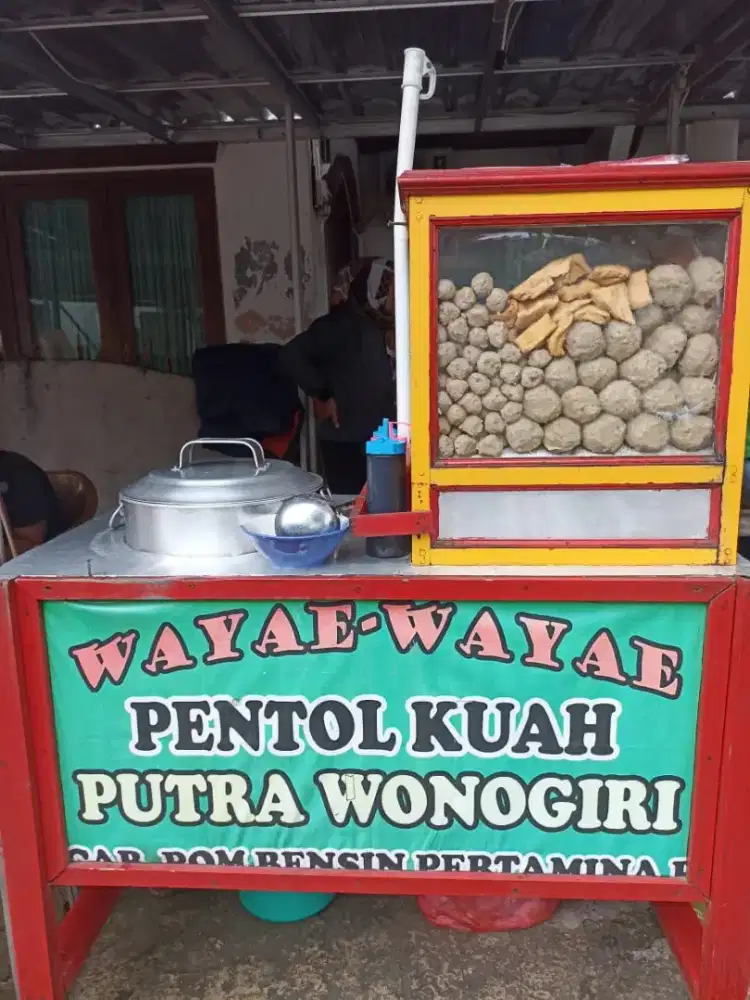 WAYAE-WAYAE
PENTOL KUAH
PUTRA WONOGIRI
POM BENSIN PERTAMINA